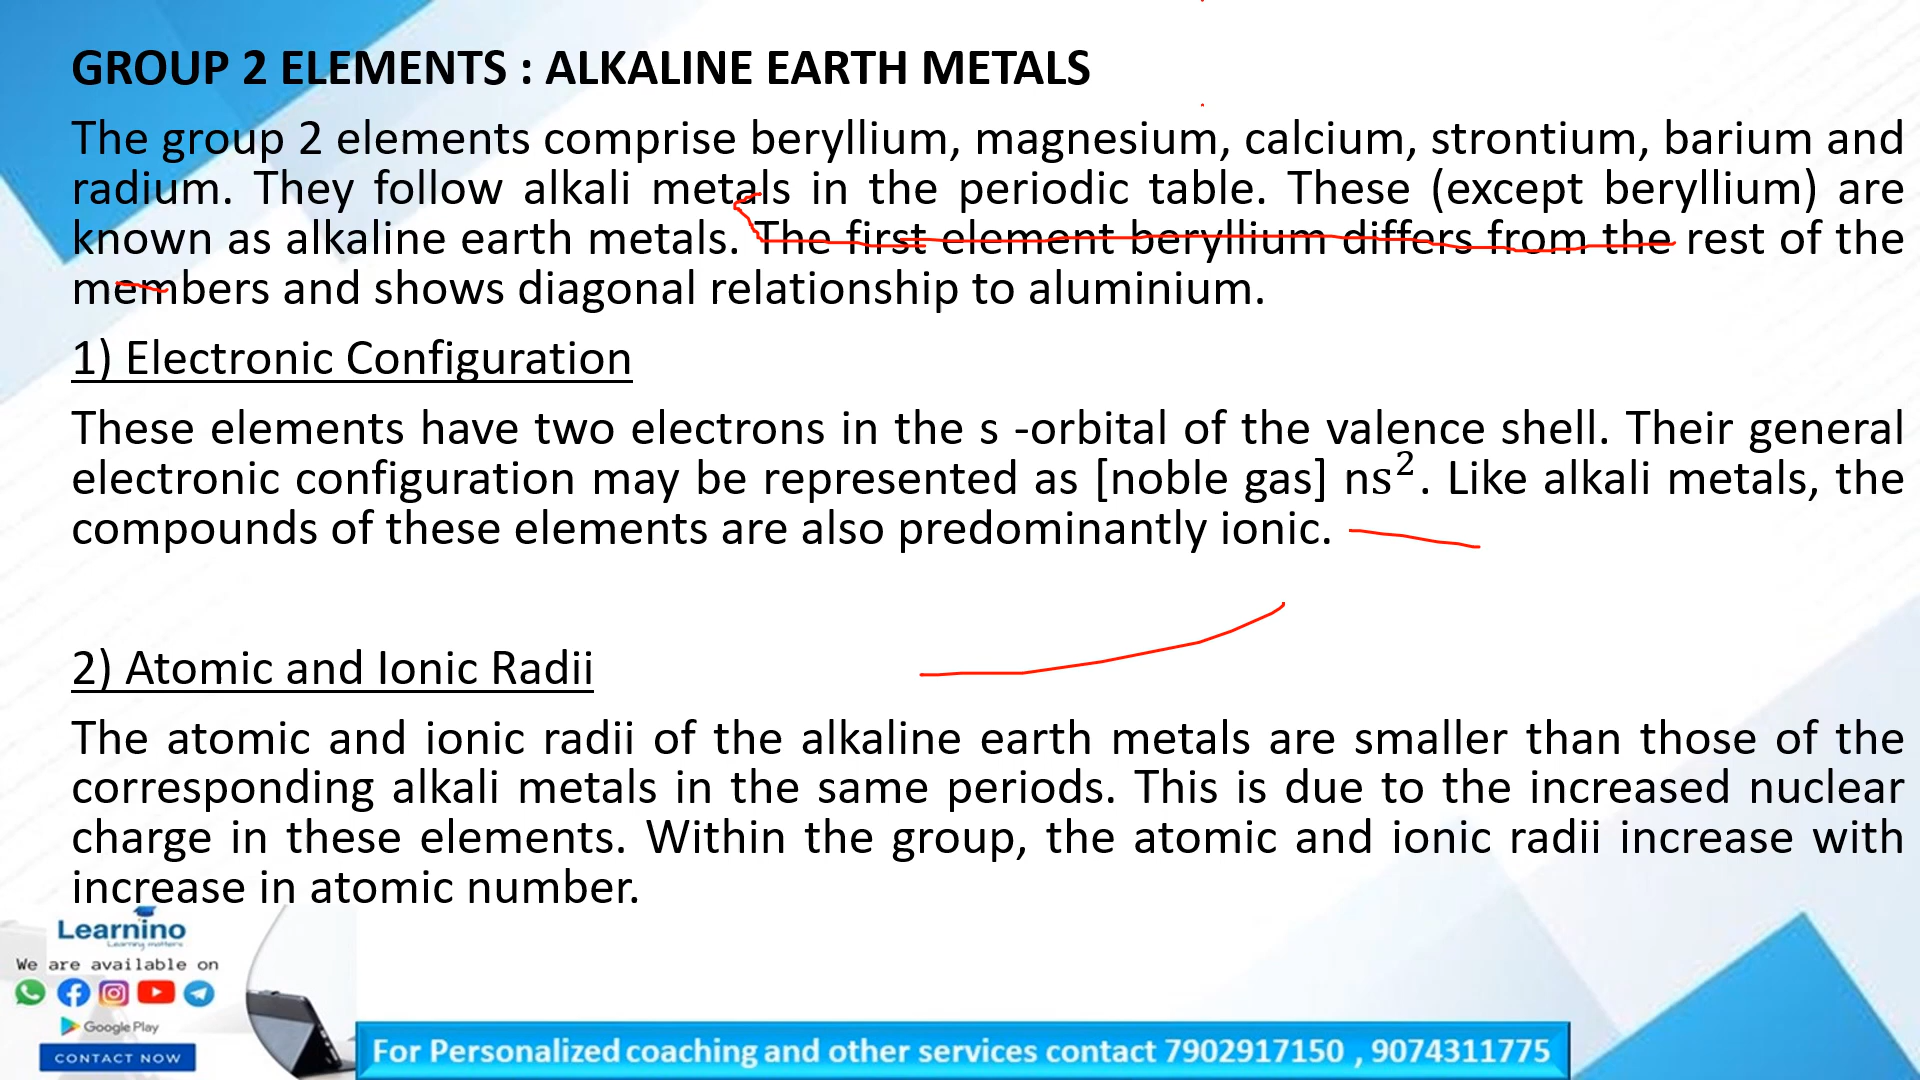 GROUP 2 ELEMENTS : ALKALINE EARTH METALS
The group 2 elements comprise beryllium, magnesium, calcium, strontium, barium and
radium. They follow alkali metals in the periodic table. These (except beryllium) are
known as alkaline earth metals. The first element beryllium differs from the rest of the
members and shows diagonal relationship to aluminium.
1) Electronic Configuration
These elements have two electrons in the s -orbital of the valence shell. Their general
electronic configuration may be represented as [noble gas] ns². Like alkali metals, the
compounds of these elements are also predominantly ionic.
2) Atomic and Ionic Radii
The atomic and ionic radii of the alkaline earth metals are smaller than those of the
corresponding alkali metals in the same periods. This is due to the increased nuclear
charge in these elements. Within the group, the atomic and ionic radii increase with
increase in atomic number.
Learnino
Learning matters
We are available on
Google Play
CONTACT NOW
For Personalized coaching and other services contact 7902917150 , 9074311775